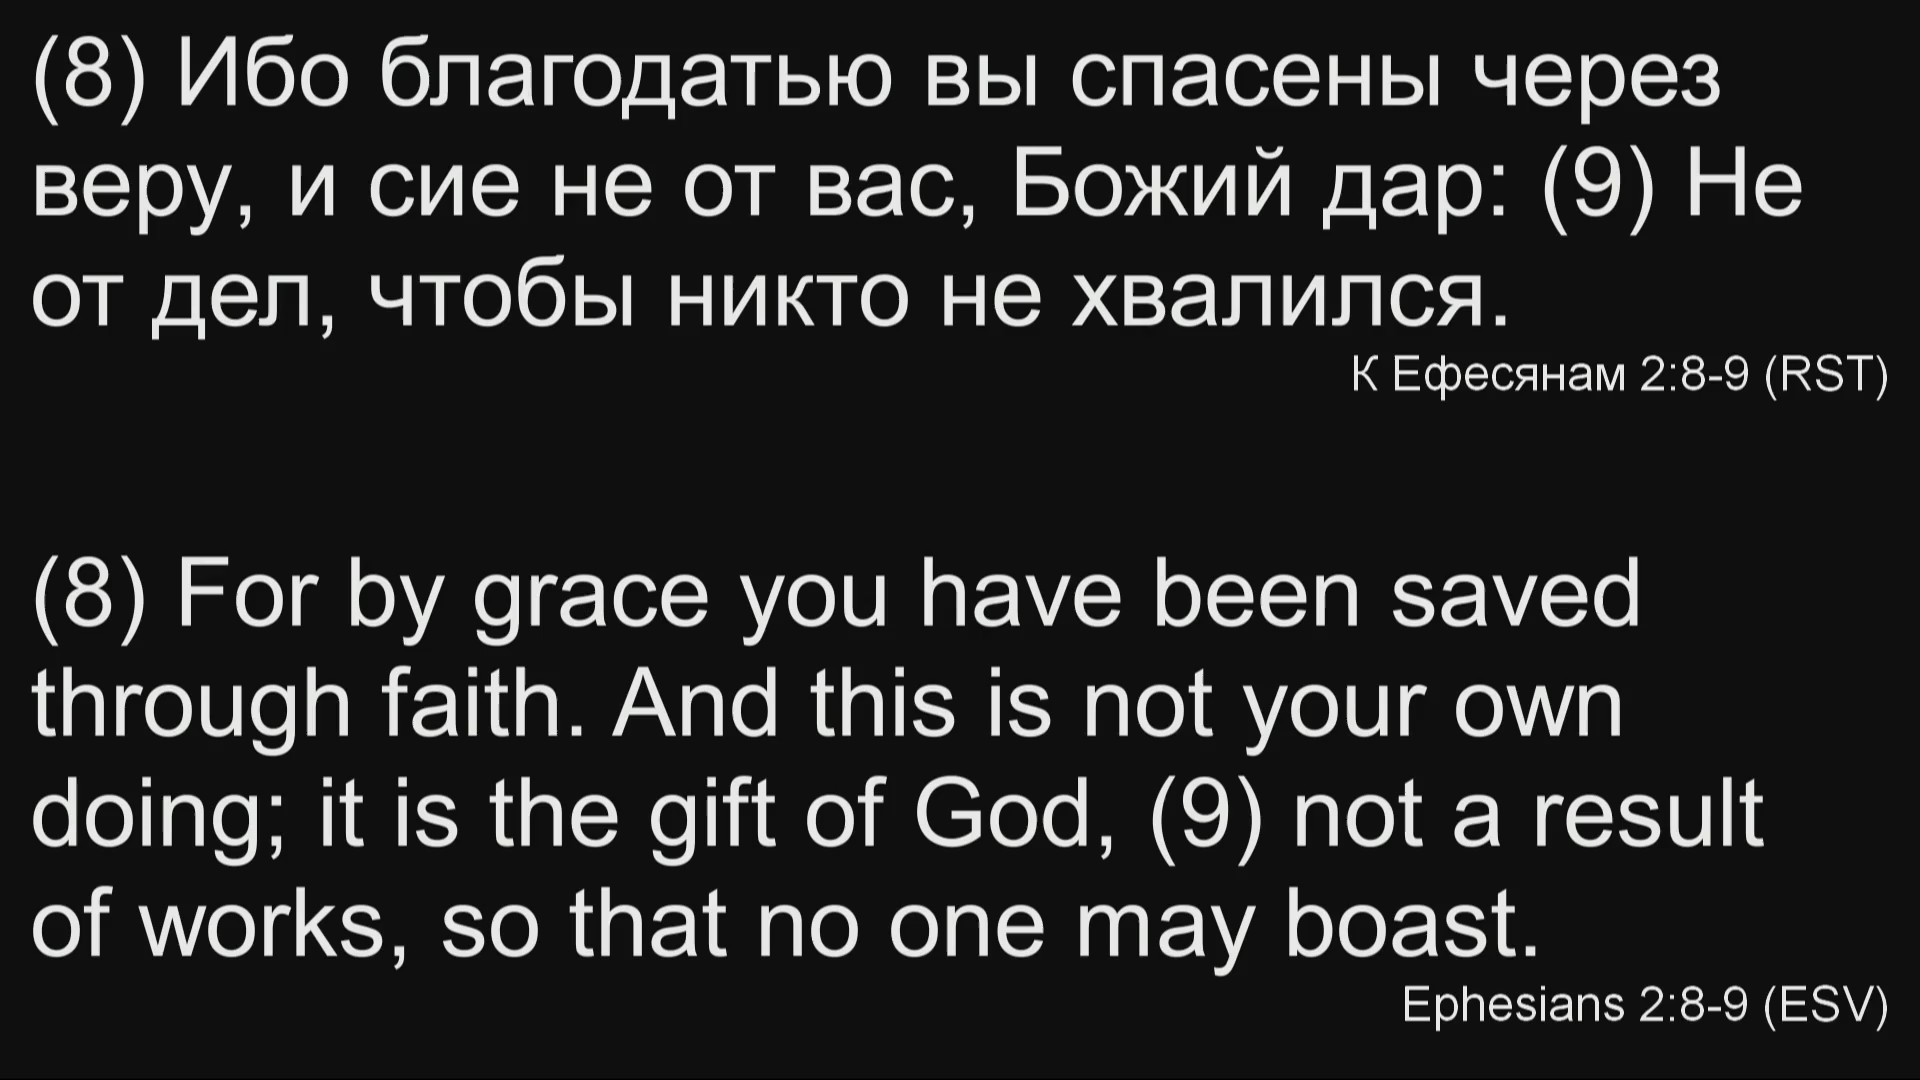 (8) Ибо благодатью вы спасены через
веру, и сие не от вас, Божий дар: (9) Не
от дел, чтобы никто не хвалился.
К Ефесянам 2:8-9 (RST)
(8) For by grace you have been saved
through faith. And this is not your own
doing; it is the gift of God, (9) not a result
of works, so that no one may boast.
Ephesians 2:8-9 (ESV)